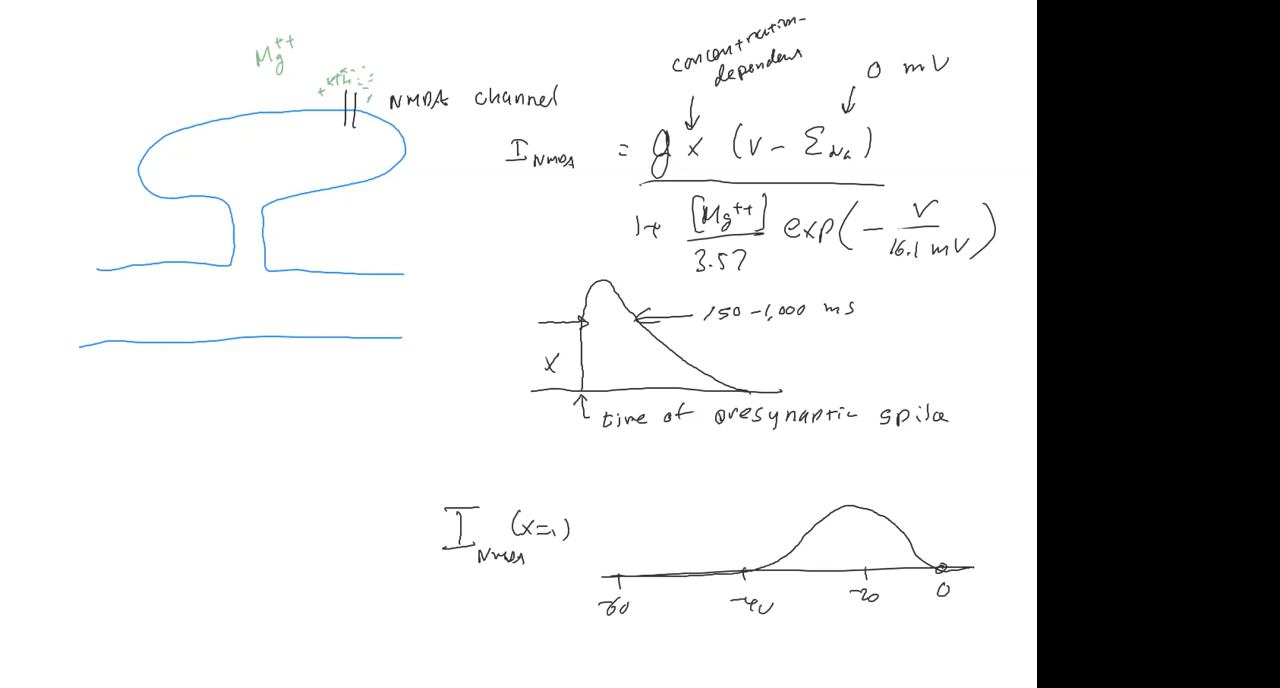 Mg++
NMDA channel
concentration-
dependent
0 mV
I NMDA = g x (V - Σ Na)
1+ [Mg++] / 3.57 exp(- V / 16.1 mV)
150-1,000 ms
x
time of presynaptic spike
I NMDA (x=1)
-60 -40 -20 0